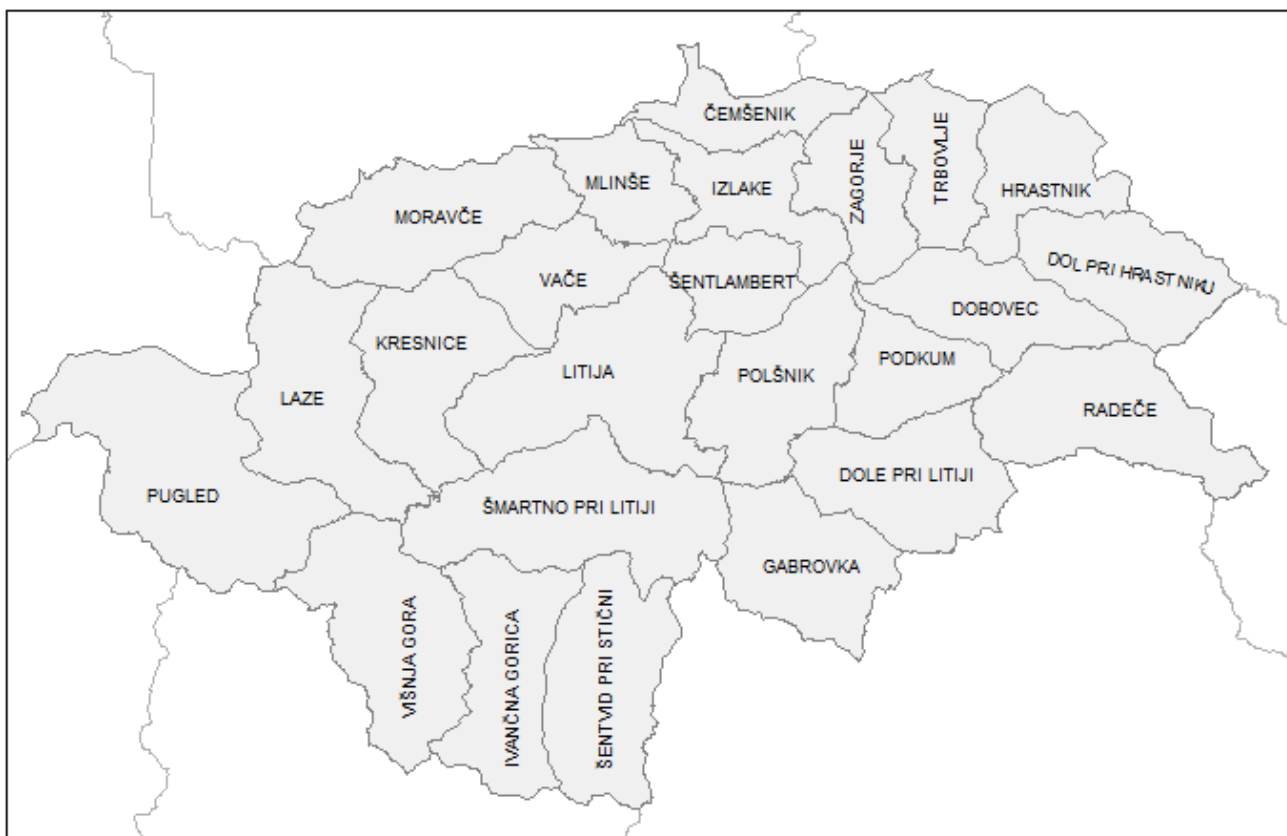 ČEMŠENIK
TRBOVLJE
ZAGORJE
MLINŠE
IZLAKE
HRASTNIK
MORAVČE
DOL PRI HRASTNIKU
VAČE
ŠENTLAMBERT
DOBOVEC
KRESNICE
LITIJA
POLŠNIK
PODKUM
LAZE
RADEČE
DOLE PRI LITIJI
PUGLED
ŠMARTNO PRI LITIJI
GABROVKA
VIŠNJA GORA
IVANČNA GORICA
ŠENTVID PRI STIČNI